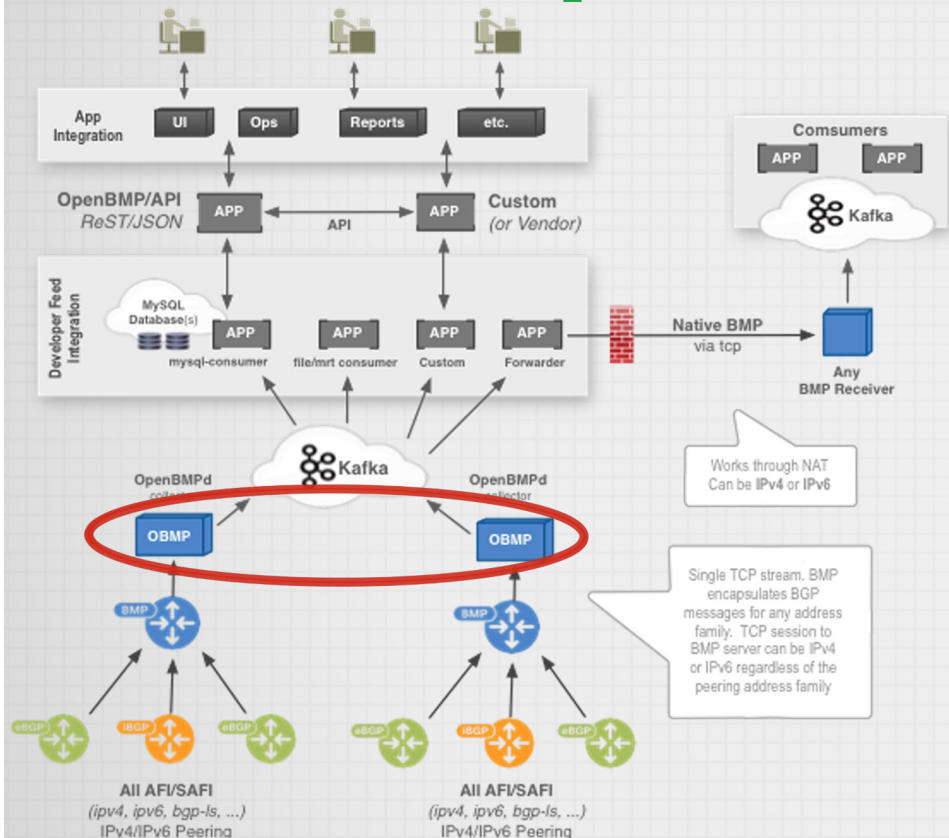 App
Integration
UI
Ops
Reports
etc.
OpenBMP/API
ReST/JSON
APP
API
APP
Custom
(or Vendor)
Comsumers
APP
APP
Kafka
Developer Feed
Integration
MySQL
Database(s)
APP
mysql-consumer
APP
file/mrt consumer
APP
Custom
APP
Forwarder
Native BMP
via tcp
Any
BMP Receiver
Kafka
Works through NAT
Can be IPv4 or IPv6
OpenBMPd
collector
OBMP
OpenBMPd
collector
OBMP
Single TCP stream. BMP
encapsulates BGP
messages for any address
family. TCP session to
BMP server can be IPv4
or IPv6 regardless of the
peering address family
BMP
BMP
eBGP
iBGP
eBGP
eBGP
iBGP
eBGP
All AFI/SAFI
(ipv4, ipv6, bgp-ls, ...)
IPv4/IPv6 Peering
All AFI/SAFI
(ipv4, ipv6, bgp-ls, ...)
IPv4/IPv6 Peering